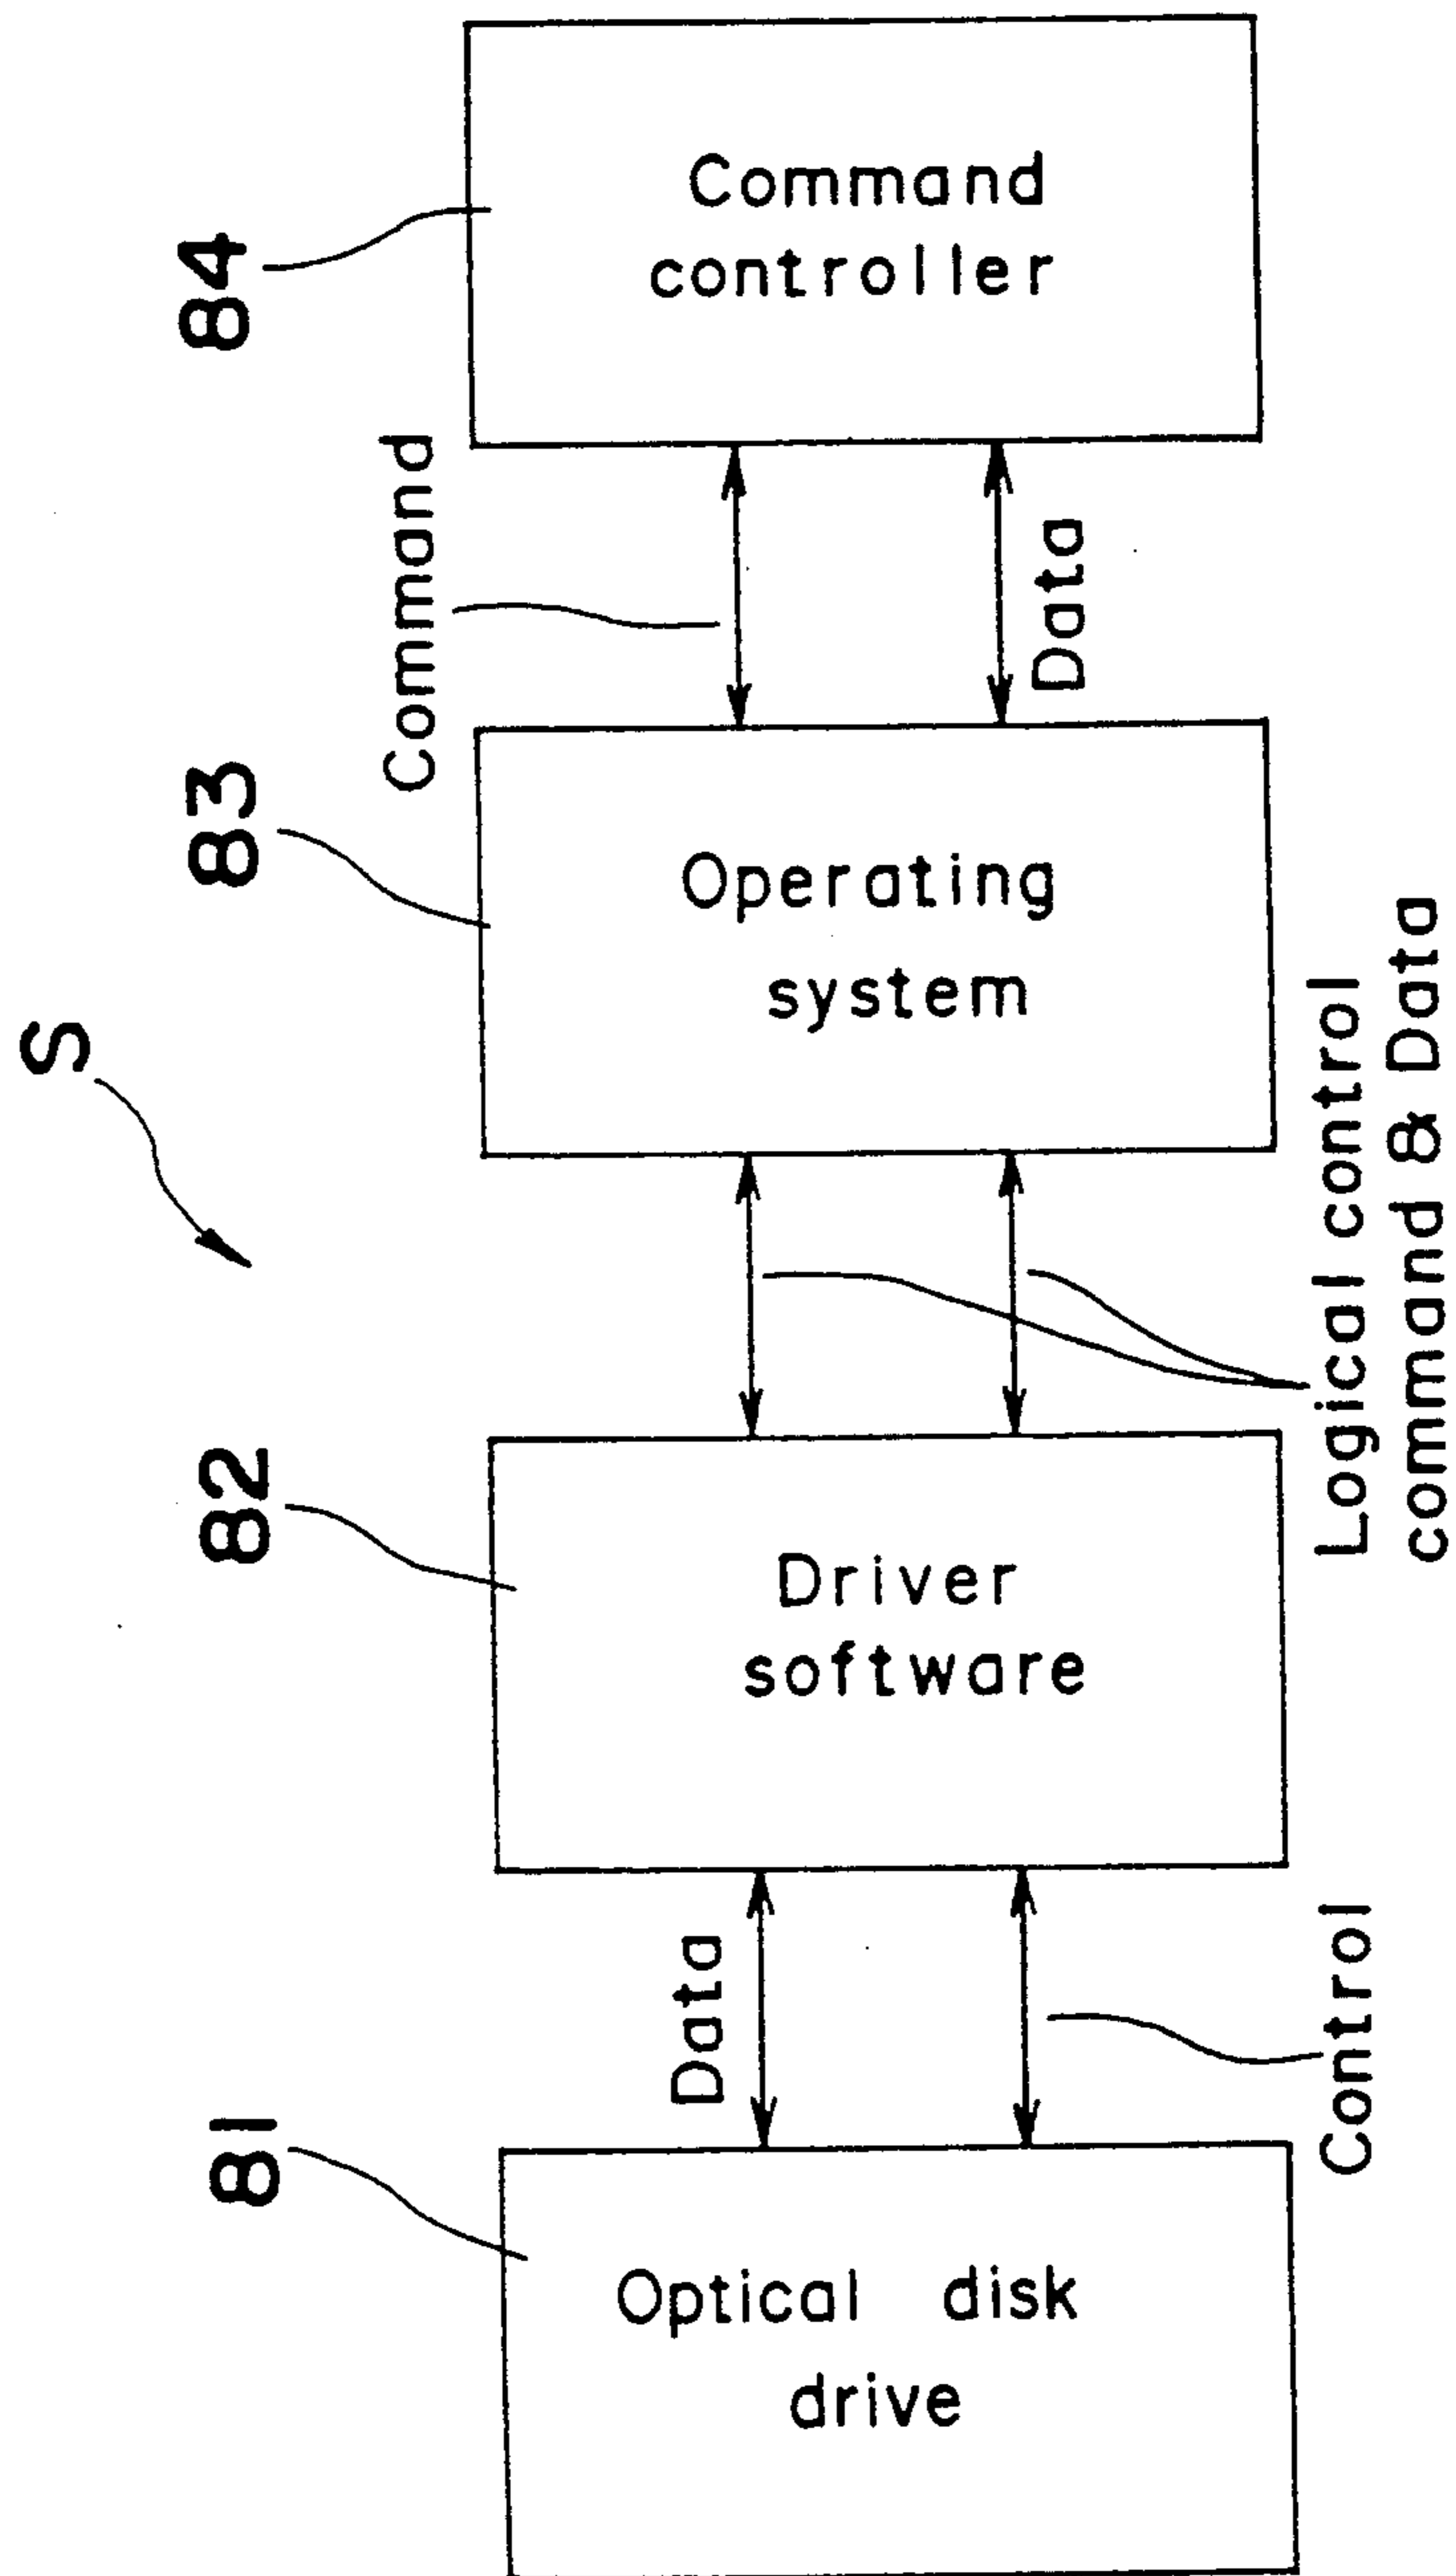 84
Command
controller
Command
Data
83
Operating
system
S
Logical control
command & Data
82
Driver
software
Data
Control
81
Optical disk
drive